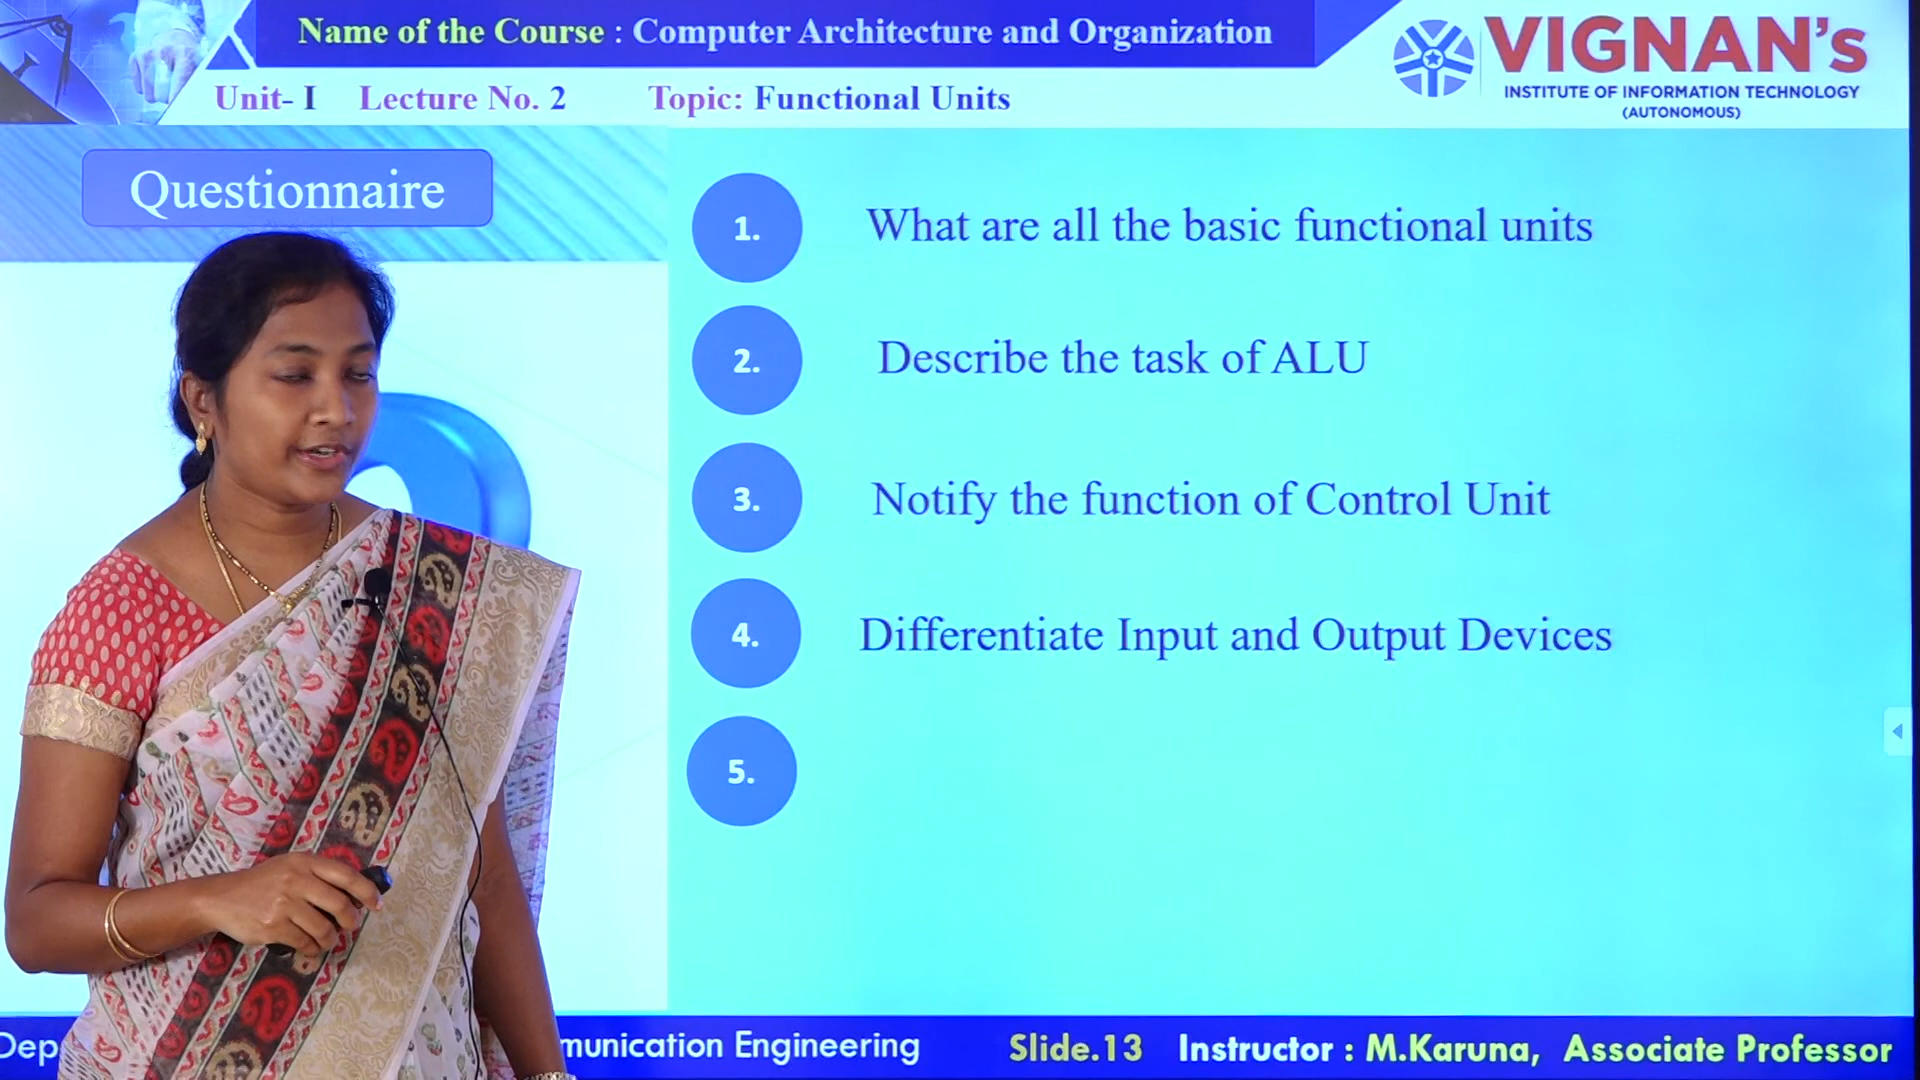 Name of the Course : Computer Architecture and Organization
VIGNAN's
INSTITUTE OF INFORMATION TECHNOLOGY
(AUTONOMOUS)
Unit- I Lecture No. 2 Topic: Functional Units
Questionnaire
1. What are all the basic functional units
2. Describe the task of ALU
3. Notify the function of Control Unit
4. Differentiate Input and Output Devices
5.
Engineering Slide.13 Instructor : M.Karuna, Associate Professor